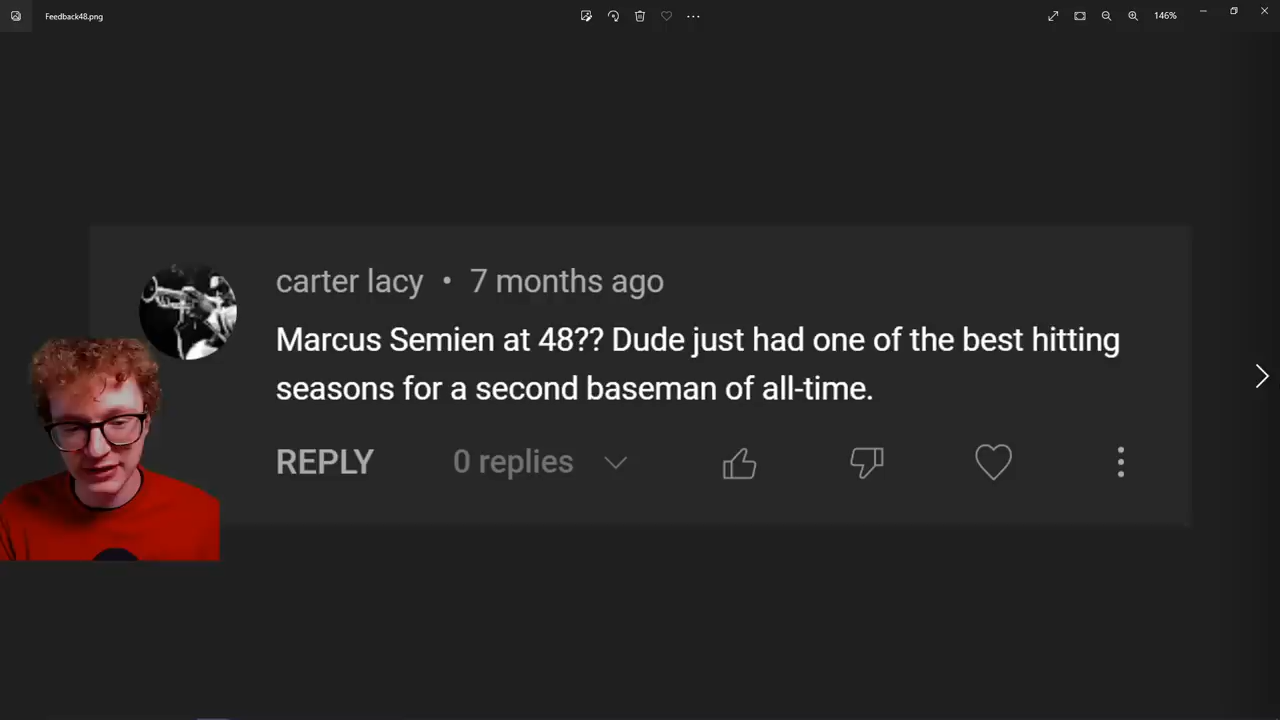 Feedback48.png
146%
carter lacy • 7 months ago
Marcus Semien at 48?? Dude just had one of the best hitting
seasons for a second baseman of all-time.
REPLY 0 replies